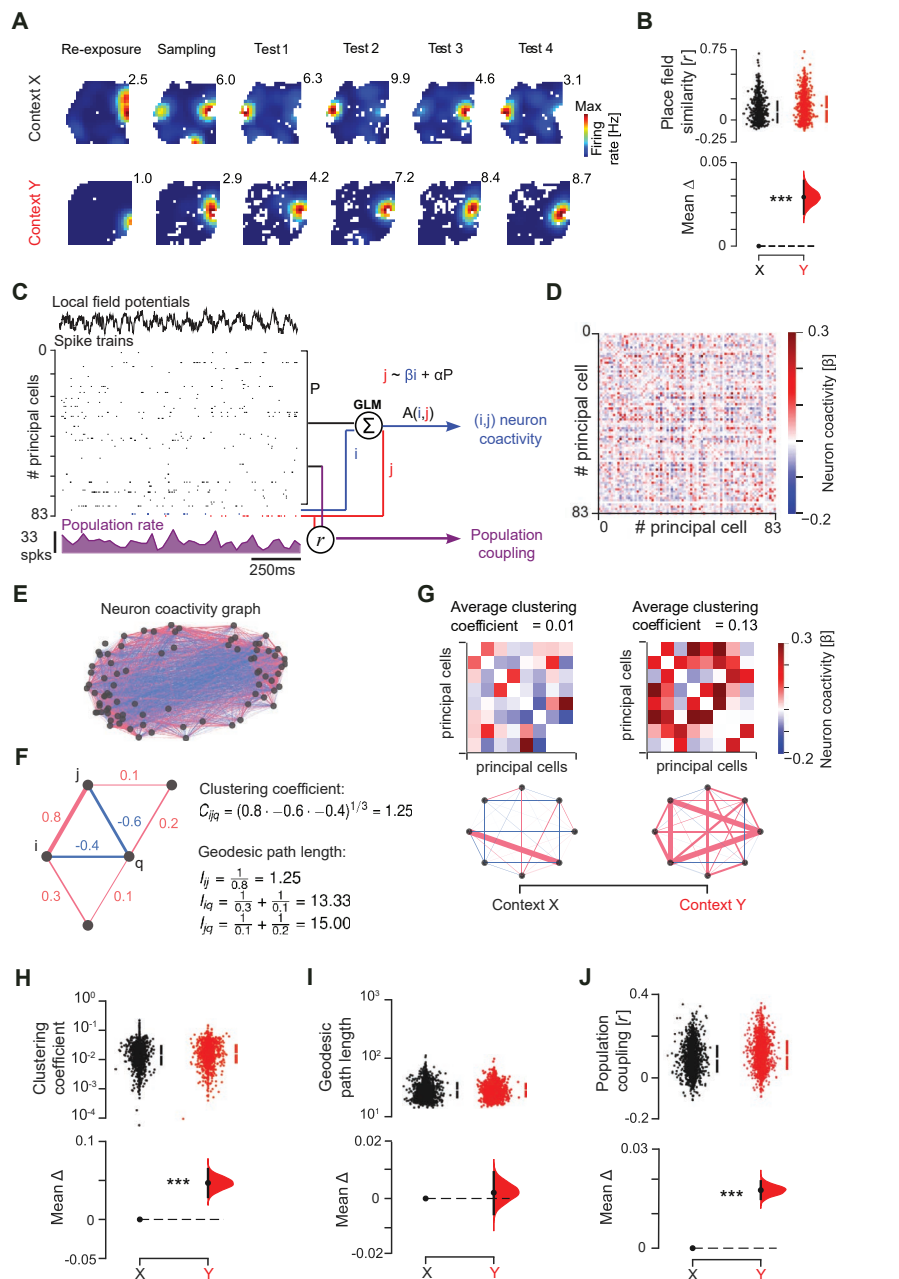 A
Re-exposure Sampling Test 1 Test 2 Test 3 Test 4
Context X
2.5 6.0 6.3 9.9 4.6 3.1
Max
Firing
rate [Hz]
Context Y
1.0 2.9 4.2 7.2 8.4 8.7
B
Place field
similarity [r]
0.75
0
-0.25
Mean Δ
0.05
***
0
X Y
C
Local field potentials
Spike trains
0
# principal cells
83
P
j ~ βi + αP
GLM
Σ
A(i,j)
(i,j) neuron
coactivity
i
j
Population rate
33
spks
r
Population
coupling
250ms
D
0
# principal cell
83
0 # principal cell 83
0.3
Neuron coactivity [β]
−0.2
E
Neuron coactivity graph
F
j
0.1
0.8
-0.6
0.2
i
-0.4
q
0.3
0.1
Clustering coefficient:
Cijq = (0.8 · −0.6 · −0.4)1/3 = 1.25
Geodesic path length:
lij = 1/0.8 = 1.25
liq = 1/0.3 + 1/0.1 = 13.33
ljq = 1/0.1 + 1/0.2 = 15.00
G
Average clustering
coefficient = 0.01
Average clustering
coefficient = 0.13
principal cells
principal cells
principal cells
principal cells
0.3
Neuron coactivity [β]
−0.2
Context X Context Y
H
Clustering
coefficient
100
10-1
10-2
10-3
10-4
Mean Δ
0.1
***
0
-0.05
X Y
I
Geodesic
path length
103
102
101
Mean Δ
0.02
0
-0.02
X Y
J
Population
coupling [r]
0.4
0
-0.2
Mean Δ
0.03
***
0
X Y